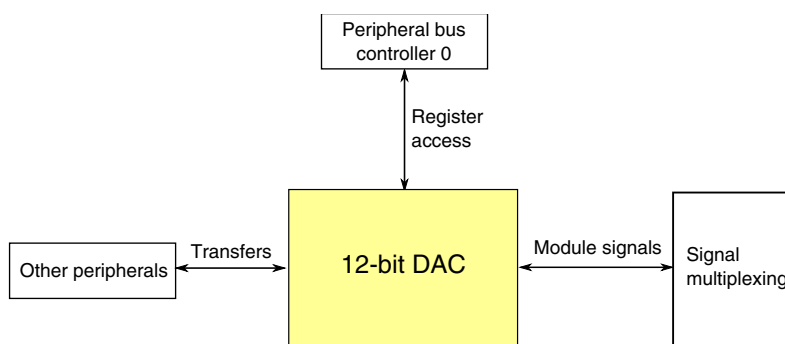 Peripheral bus
controller 0
Register
access
Other peripherals
Transfers
12-bit DAC
Module signals
Signal
multiplexing